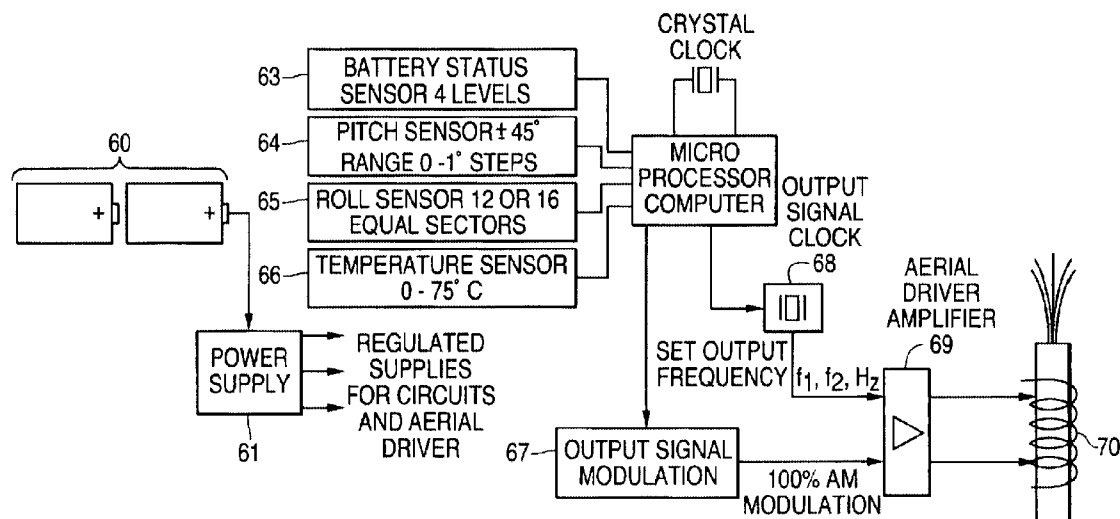 CRYSTAL
CLOCK
63
BATTERY STATUS
SENSOR 4 LEVELS
64
PITCH SENSOR ± 45°
RANGE 0 -1° STEPS
65
ROLL SENSOR 12 OR 16
EQUAL SECTORS
66
TEMPERATURE SENSOR
0 - 75° C
MICRO
PROCESSOR
COMPUTER
60
+
+
POWER
SUPPLY
61
REGULATED
SUPPLIES
FOR CIRCUITS
AND AERIAL
DRIVER
OUTPUT
SIGNAL
CLOCK
68
SET OUTPUT
FREQUENCY
f1, f2, Hz
AERIAL
DRIVER
AMPLIFIER
69
67
OUTPUT SIGNAL
MODULATION
100% AM
MODULATION
70